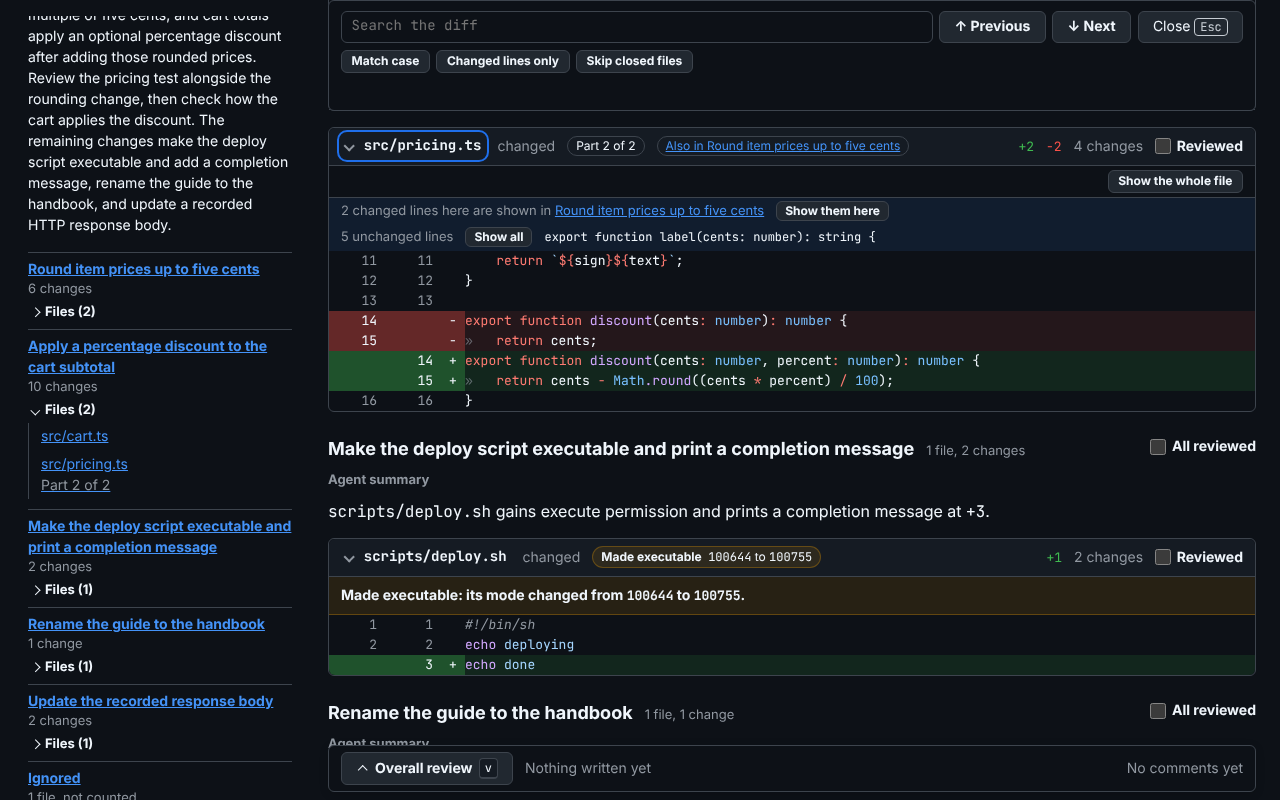 multiple of five cents, and cart totals
apply an optional percentage discount
after adding those rounded prices.
Review the pricing test alongside the
rounding change, then check how the
cart applies the discount. The
remaining changes make the deploy
script executable and add a completion
message, rename the guide to the
handbook, and update a recorded
HTTP response body.
Round item prices up to five cents
6 changes
Files (2)
Apply a percentage discount to the
cart subtotal
10 changes
Files (2)
src/cart.ts
src/pricing.ts
Part 2 of 2
Make the deploy script executable and
print a completion message
2 changes
Files (1)
Rename the guide to the handbook
1 change
Files (1)
Update the recorded response body
2 changes
Files (1)
Ignored
1 file, not counted
Search the diff
↑ Previous
↓ Next
Close Esc
Match case
Changed lines only
Skip closed files
src/pricing.ts changed Part 2 of 2 Also in Round item prices up to five cents +2 -2 4 changes Reviewed
Show the whole file
2 changed lines here are shown in Round item prices up to five cents Show them here
5 unchanged lines Show all export function label(cents: number): string {
11 11 return `${sign}${text}`;
12 12 }
13 13
14 - export function discount(cents: number): number {
15 - » return cents;
14 + export function discount(cents: number, percent: number): number {
15 + » return cents - Math.round((cents * percent) / 100);
16 16 }
Make the deploy script executable and print a completion message 1 file, 2 changes All reviewed
Agent summary
scripts/deploy.sh gains execute permission and prints a completion message at +3.
scripts/deploy.sh changed Made executable 100644 to 100755 +1 2 changes Reviewed
Made executable: its mode changed from 100644 to 100755.
1 1 #!/bin/sh
2 2 echo deploying
3 + echo done
Rename the guide to the handbook 1 file, 1 change All reviewed
Agent summary
Overall review v Nothing written yet No comments yet